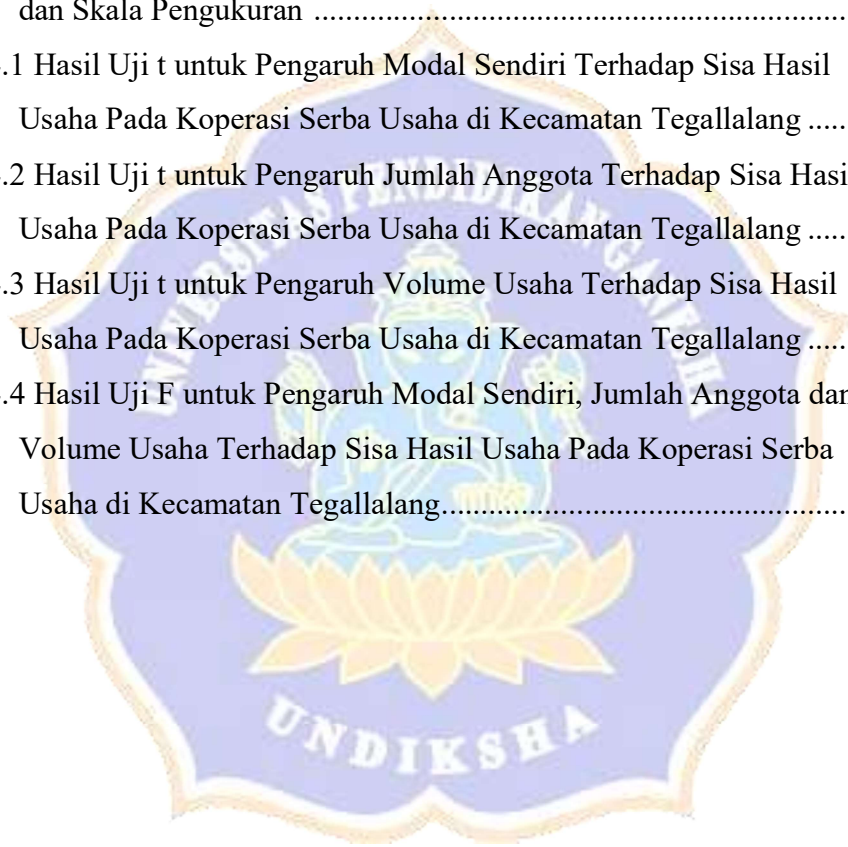 dan Skala Pengukuran ....................................................................
.1 Hasil Uji t untuk Pengaruh Modal Sendiri Terhadap Sisa Hasil
Usaha Pada Koperasi Serba Usaha di Kecamatan Tegallalang .....
.2 Hasil Uji t untuk Pengaruh Jumlah Anggota Terhadap Sisa Hasi
Usaha Pada Koperasi Serba Usaha di Kecamatan Tegallalang .....
.3 Hasil Uji t untuk Pengaruh Volume Usaha Terhadap Sisa Hasil
Usaha Pada Koperasi Serba Usaha di Kecamatan Tegallalang .....
.4 Hasil Uji F untuk Pengaruh Modal Sendiri, Jumlah Anggota dan
Volume Usaha Terhadap Sisa Hasil Usaha Pada Koperasi Serba
Usaha di Kecamatan Tegallalang...................................................
UNIVERSITAS PENDIDIKAN GANESHA
UNDIKSHA